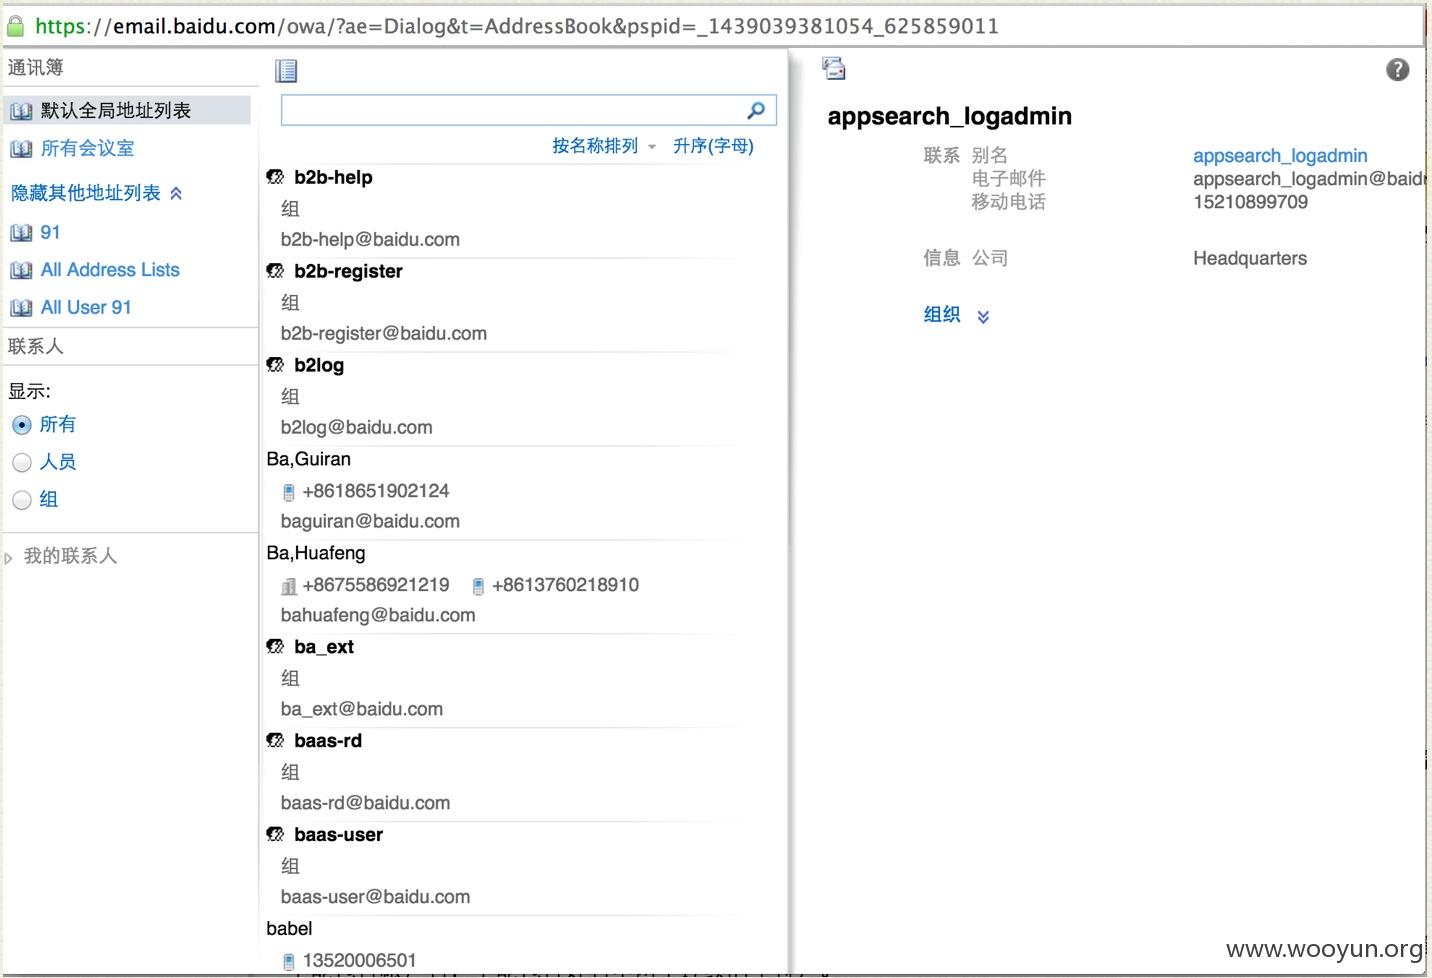 https://email.baidu.com/owa/?ae=Dialog&t=AddressBook&pspid=_1439039381054_625859011
通讯簿
默认全局地址列表
所有会议室
隐藏其他地址列表
91
All Address Lists
All User 91
联系人
显示:
所有
人员
组
我的联系人
按名称排列 升序(字母)
b2b-help
组
b2b-help@baidu.com
b2b-register
组
b2b-register@baidu.com
b2log
组
b2log@baidu.com
Ba,Guiran
+8618651902124
baguiran@baidu.com
Ba,Huafeng
+8675586921219 +8613760218910
bahuafeng@baidu.com
ba_ext
组
ba_ext@baidu.com
baas-rd
组
baas-rd@baidu.com
baas-user
组
baas-user@baidu.com
babel
13520006501
appsearch_logadmin
联系 别名 appsearch_logadmin
电子邮件 appsearch_logadmin@baid
移动电话 15210899709
信息 公司 Headquarters
组织
www.wooyun.org